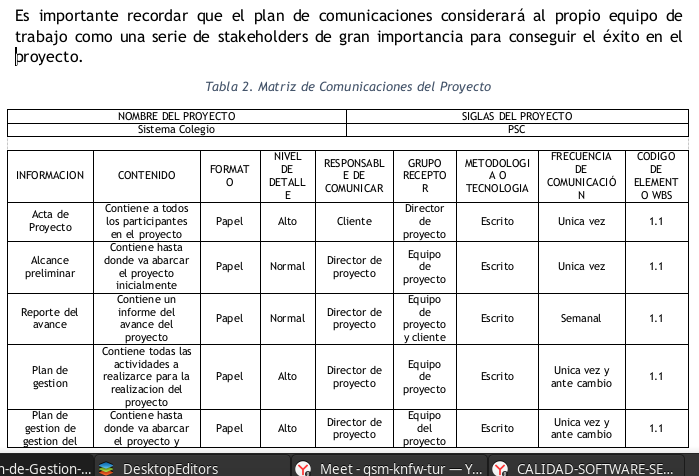 Es importante recordar que el plan de comunicaciones considerará al propio equipo de
trabajo como una serie de stakeholders de gran importancia para conseguir el éxito en el
proyecto.
Tabla 2. Matriz de Comunicaciones del Proyecto
NOMBRE DEL PROYECTO SIGLAS DEL PROYECTO
Sistema Colegio PSC
INFORMACION
CONTENIDO
FORMAT
O
NIVEL
DE
DETALL
E
RESPONSABL
E DE
COMUNICAR
GRUPO
RECEPTO
R
METODOLOGI
A O
TECNOLOGIA
FRECUENCIA
DE
COMUNICACIÓ
N
CODIGO
DE
ELEMENT
O WBS
Acta de
Proyecto
Contiene a todos
los participantes
en el proyecto
Papel
Alto
Cliente
Director
de
proyecto
Escrito
Unica vez
1.1
Alcance
preliminar
Contiene hasta
donde va abarcar
el proyecto
inicialmente
Papel
Normal
Director de
proyecto
Equipo
de
proyecto
Escrito
Unica vez
1.1
Reporte del
avance
Contiene un
informe del
avance del
proyecto
Papel
Normal
Director de
proyecto
Equipo
de
proyecto
y cliente
Escrito
Semanal
1.1
Plan de
gestion
Contiene todas las
actividades a
realizarce para la
realizacion del
proyecto
Papel
Alto
Director de
proyecto
Equipo
de
proyecto
Escrito
Unica vez y
ante cambio
1.1
Plan de
gestion de
gestion del
Contiene hasta
donde va abarcar
el proyecto y
Papel
Alto
Director de
proyecto
Equipo
del
proyecto
Escrito
Unica vez y
ante cambio
1.1
n-de-Gestion-... DesktopEditors Meet - qsm-knfw-tur — Y... CALIDAD-SOFTWARE-SE...